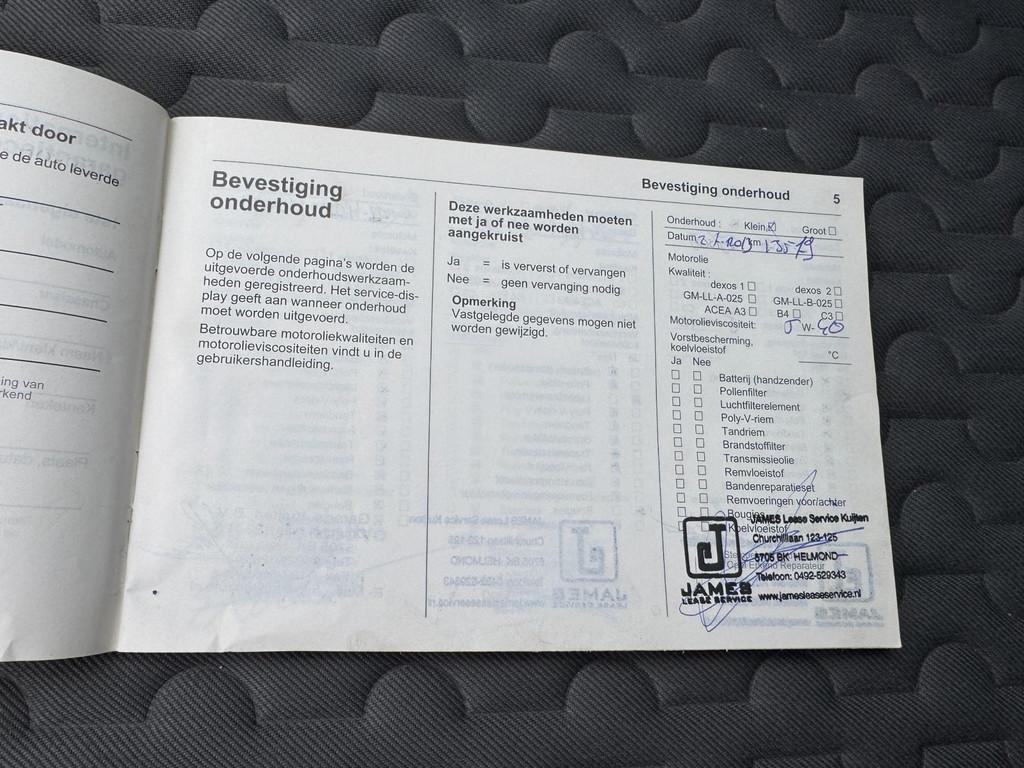 akt door
e de auto leverde
ing van
rkend
Bevestiging onderhoud 5
Bevestiging
onderhoud
Op de volgende pagina's worden de
uitgevoerde onderhoudswerkzaam-
heden geregistreerd. Het service-dis-
play geeft aan wanneer onderhoud
moet worden uitgevoerd.
Betrouwbare motoroliekwaliteiten en
motorolieviscositeiten vindt u in de
gebruikershandleiding.
Deze werkzaamheden moeten
met ja of nee worden
aangekruist
Ja = is ververst of vervangen
Nee = geen vervanging nodig
Opmerking
Vastgelegde gegevens mogen niet
worden gewijzigd.
Onderhoud : Klein Groot
Datum km
Motorolie
Kwaliteit :
dexos 1 dexos 2
GM-LL-A-025 GM-LL-B-025
ACEA A3 B4 C3
Motorolieviscositeit: W-
Vorstbescherming,
koelvloeistof °C
Ja Nee
Batterij (handzender)
Pollenfilter
Luchtfilterelement
Poly-V-riem
Tandriem
Brandstoffilter
Transmissieolie
Remvloeistof
Bandenreparatieset
Remvoeringen voor/achter
Bougies
Koelvloeistof
JAMES Lease Service Kuijten
Churchilllaan 123-125
5705 BK HELMOND
Telefoon: 0492-529343
www.jamesleaseservice.nl
JAMES
LEASE SERVICE